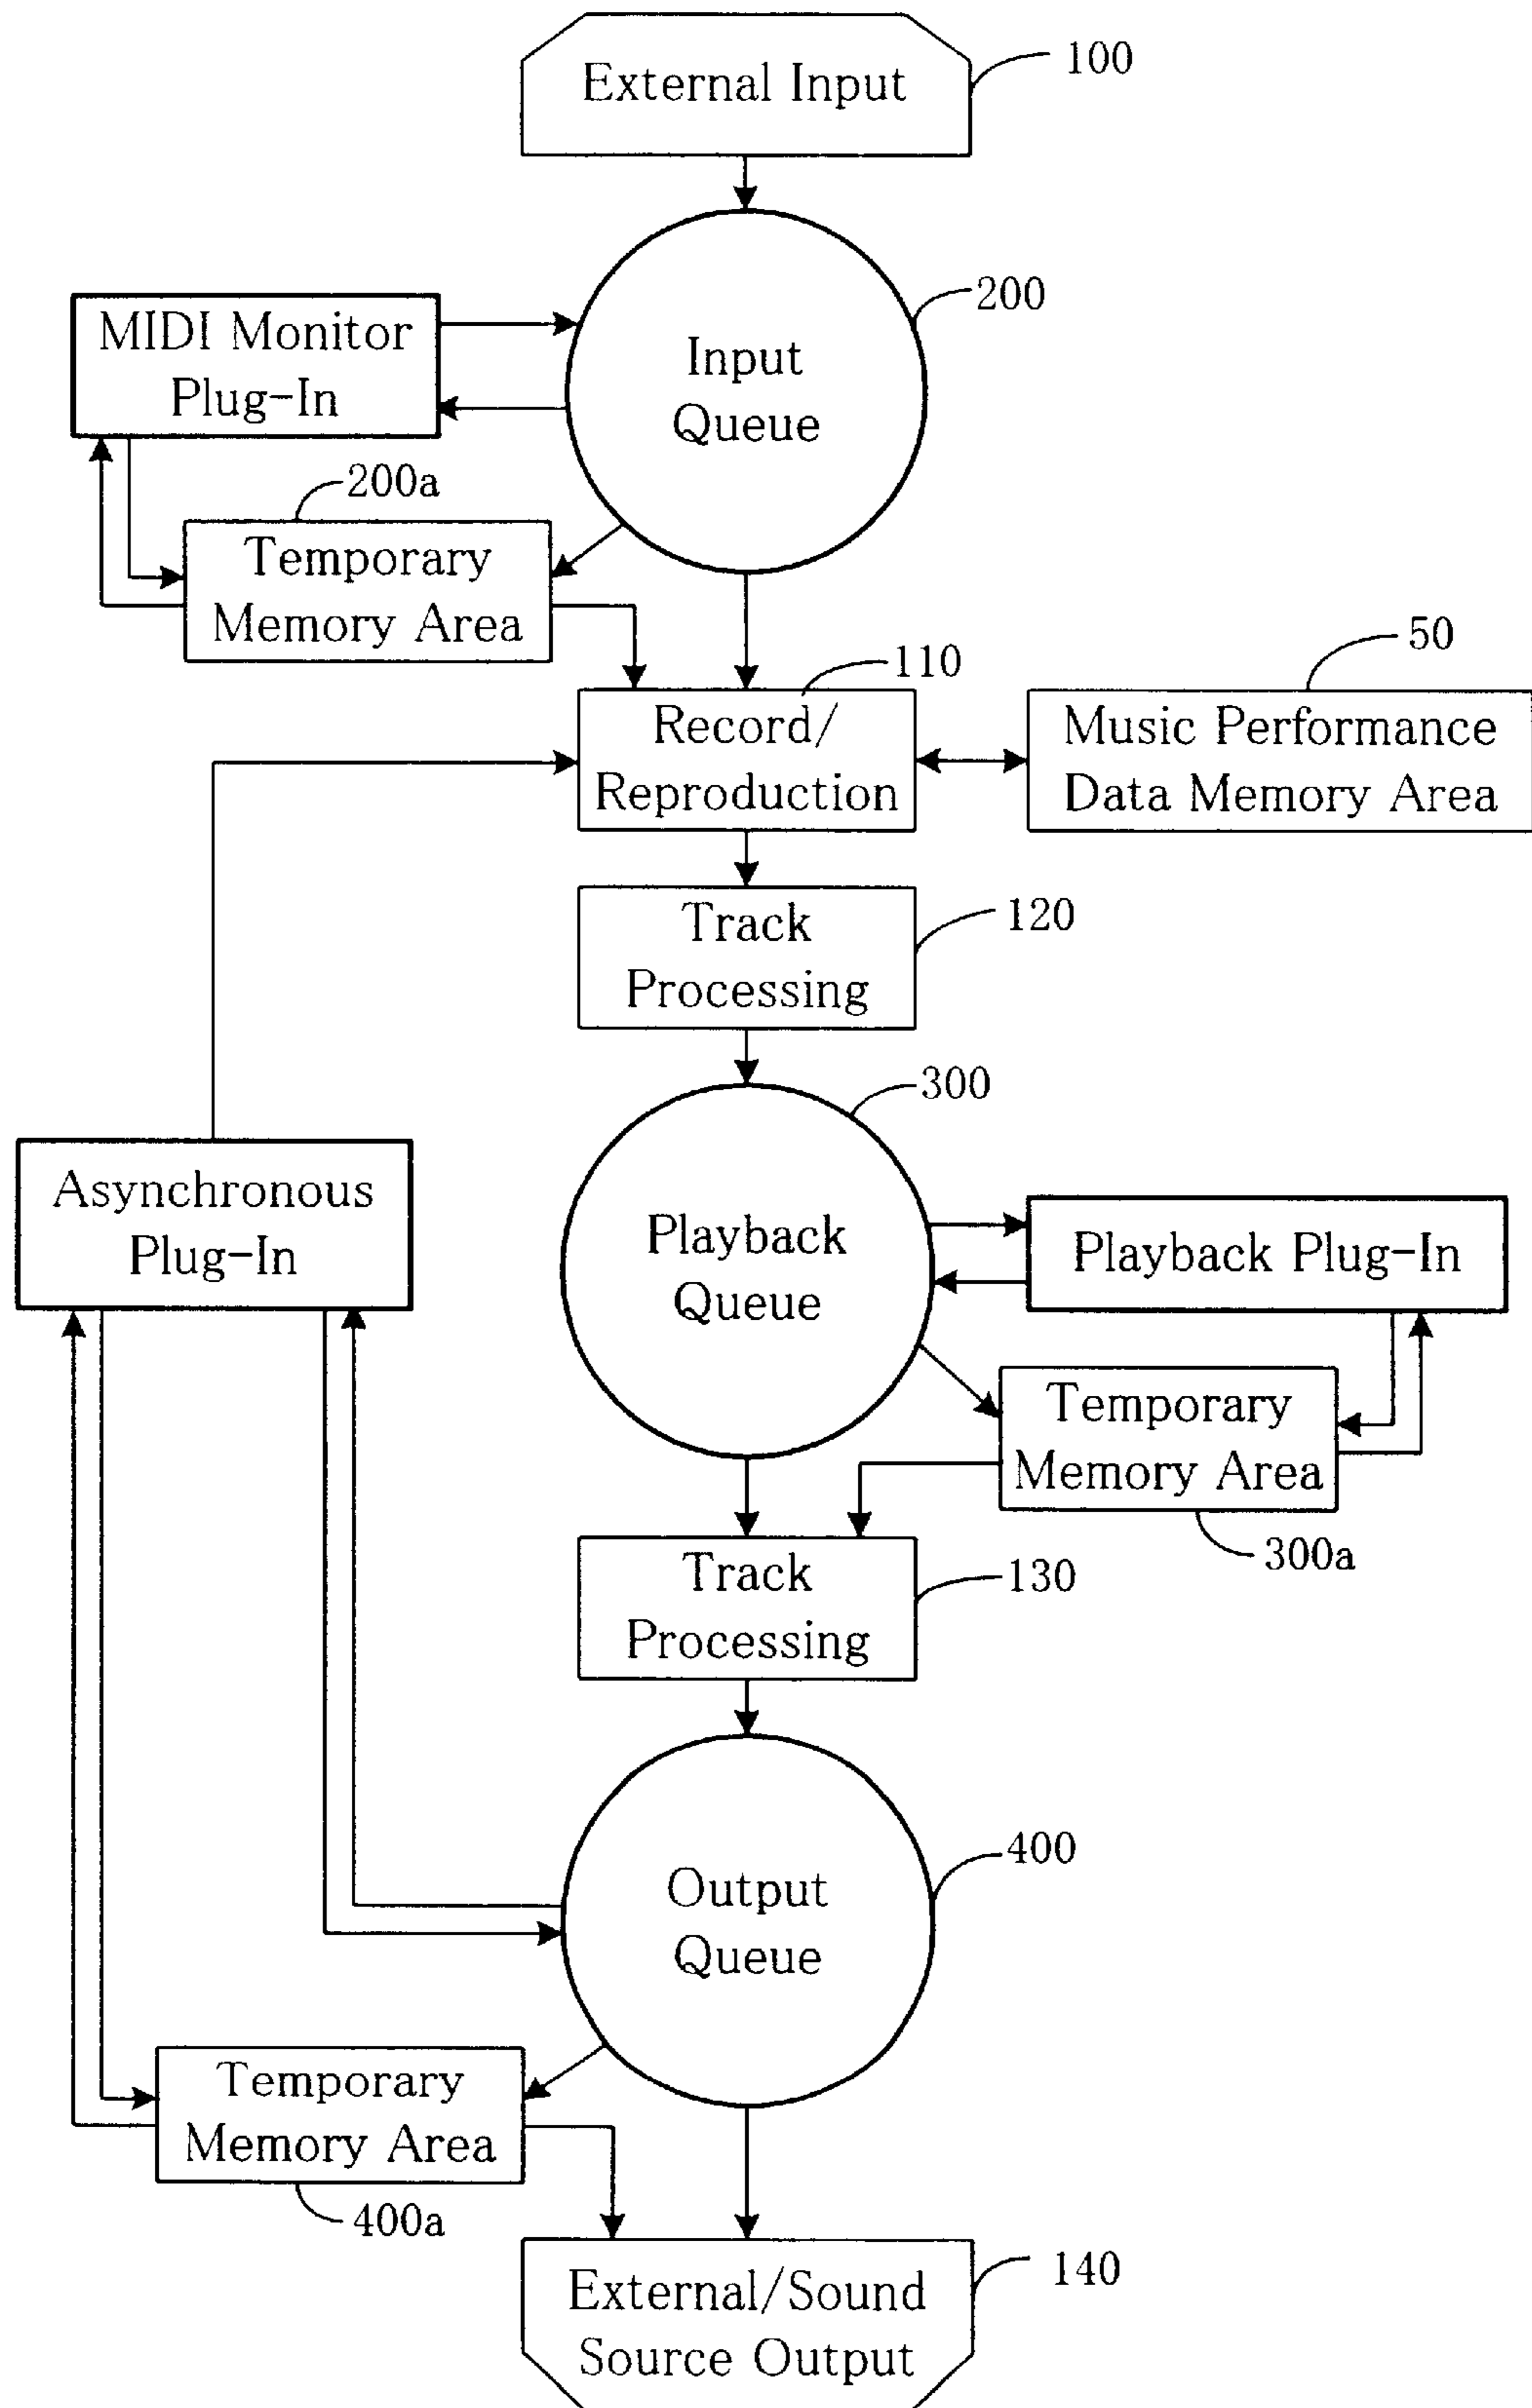 External Input
100
200
MIDI Monitor
Plug-In
Input
Queue
200a
Temporary
Memory Area
50
110
Record/
Reproduction
Music Performance
Data Memory Area
120
Track
Processing
300
Asynchronous
Plug-In
Playback
Queue
Playback Plug-In
Temporary
Memory Area
300a
Track
Processing
130
400
Output
Queue
Temporary
Memory Area
400a
External/Sound
Source Output
140